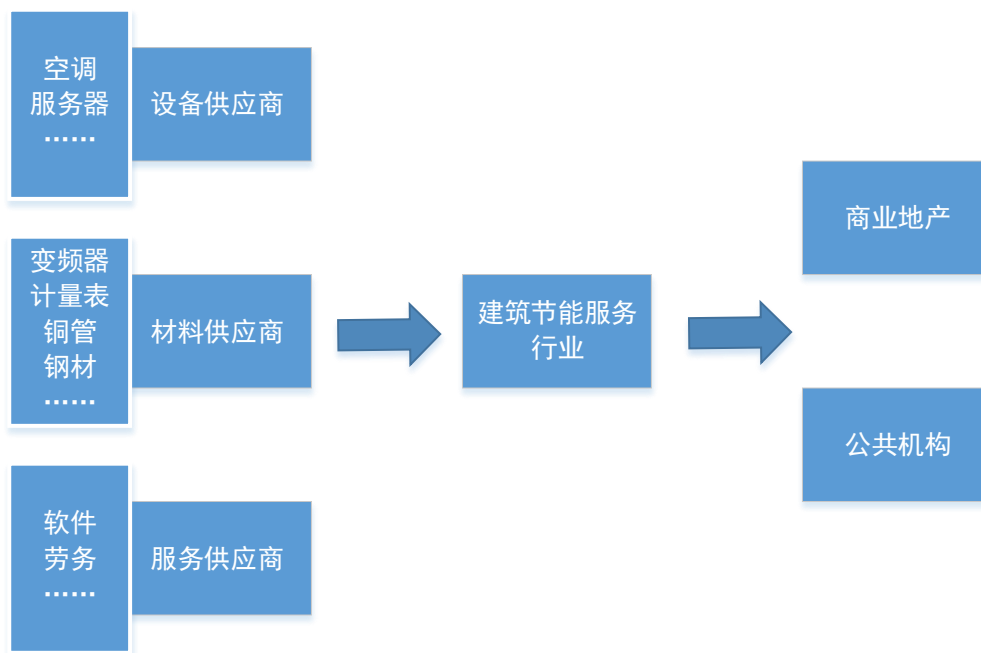 空调
服务器
……
设备供应商
变频器
计量表
铜管
钢材
……
材料供应商
软件
劳务
……
服务供应商
建筑节能服务
行业
商业地产
公共机构